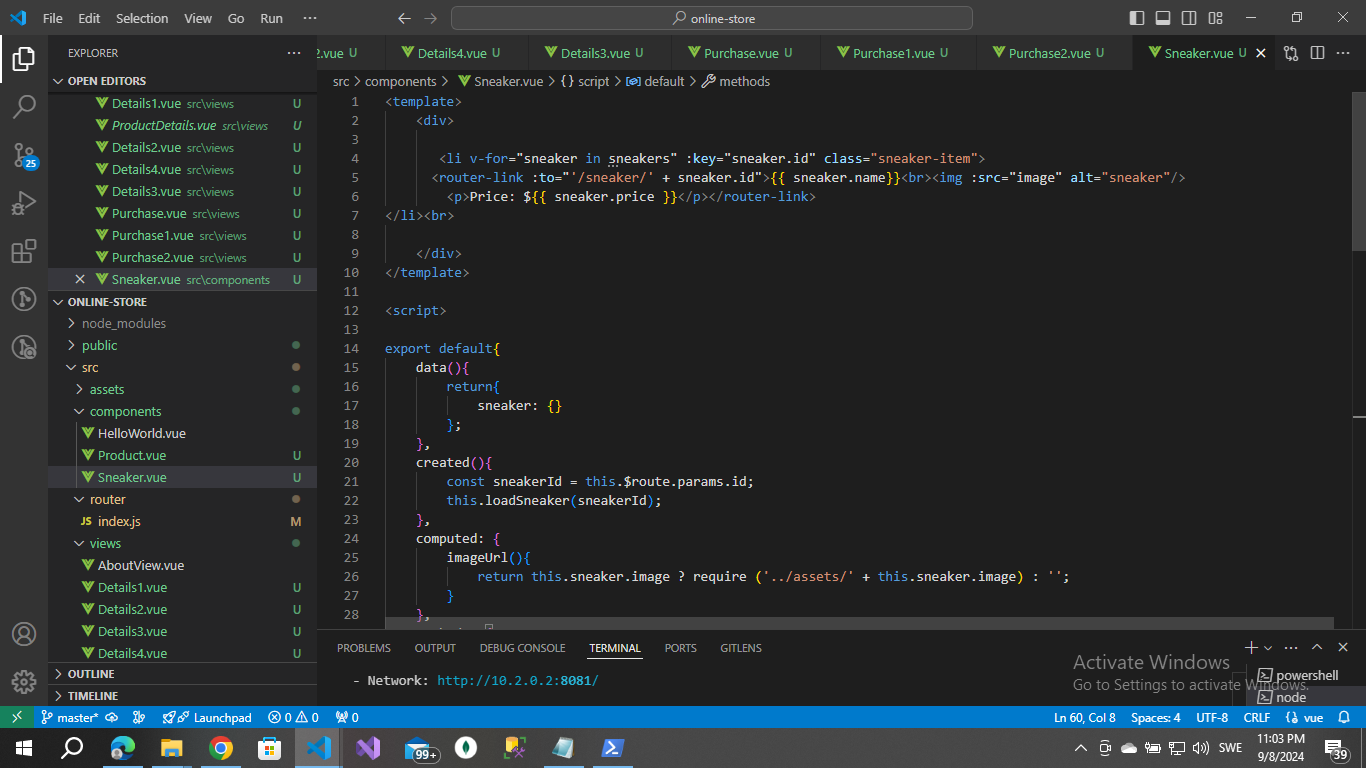 File Edit Selection View Go Run ··· online-store
EXPLORER ···
OPEN EDITORS
Details1.vue src\views U
ProductDetails.vue src\views U
Details2.vue src\views U
Details4.vue src\views U
Details3.vue src\views U
Purchase.vue src\views U
Purchase1.vue src\views U
Purchase2.vue src\views U
Sneaker.vue src\components U
ONLINE-STORE
node_modules
public
src
assets
components
HelloWorld.vue
Product.vue U
Sneaker.vue U
router
JS index.js M
views
AboutView.vue
Details1.vue U
Details2.vue U
Details3.vue U
Details4.vue U
OUTLINE
TIMELINE
25
2.vue U Details4.vue U Details3.vue U Purchase.vue U Purchase1.vue U Purchase2.vue U Sneaker.vue U
src > components > Sneaker.vue > {} script > default > methods
1 <template>
2 <div>
3
4 <li v-for="sneaker in sneakers" :key="sneaker.id" class="sneaker-item">
5 <router-link :to="'/sneaker/' + sneaker.id">{{ sneaker.name}}<br><img :src="image" alt="sneaker"/>
6 <p>Price: ${{ sneaker.price }}</p></router-link>
7 </li><br>
8
9 </div>
10 </template>
11
12 <script>
13
14 export default{
15 data(){
16 return{
17 sneaker: {}
18 };
19 },
20 created(){
21 const sneakerId = this.$route.params.id;
22 this.loadSneaker(sneakerId);
23 },
24 computed: {
25 imageUrl(){
26 return this.sneaker.image ? require ('../assets/' + this.sneaker.image) : '';
27 }
28 },
PROBLEMS OUTPUT DEBUG CONSOLE TERMINAL PORTS GITLENS
- Network: http://10.2.0.2:8081/
powershell
node
Activate Windows
Go to Settings to activate Windows.
master* Launchpad 0 0 0 Ln 60, Col 8 Spaces: 4 UTF-8 CRLF {} vue
99+ SWE 11:03 PM
9/8/2024 39